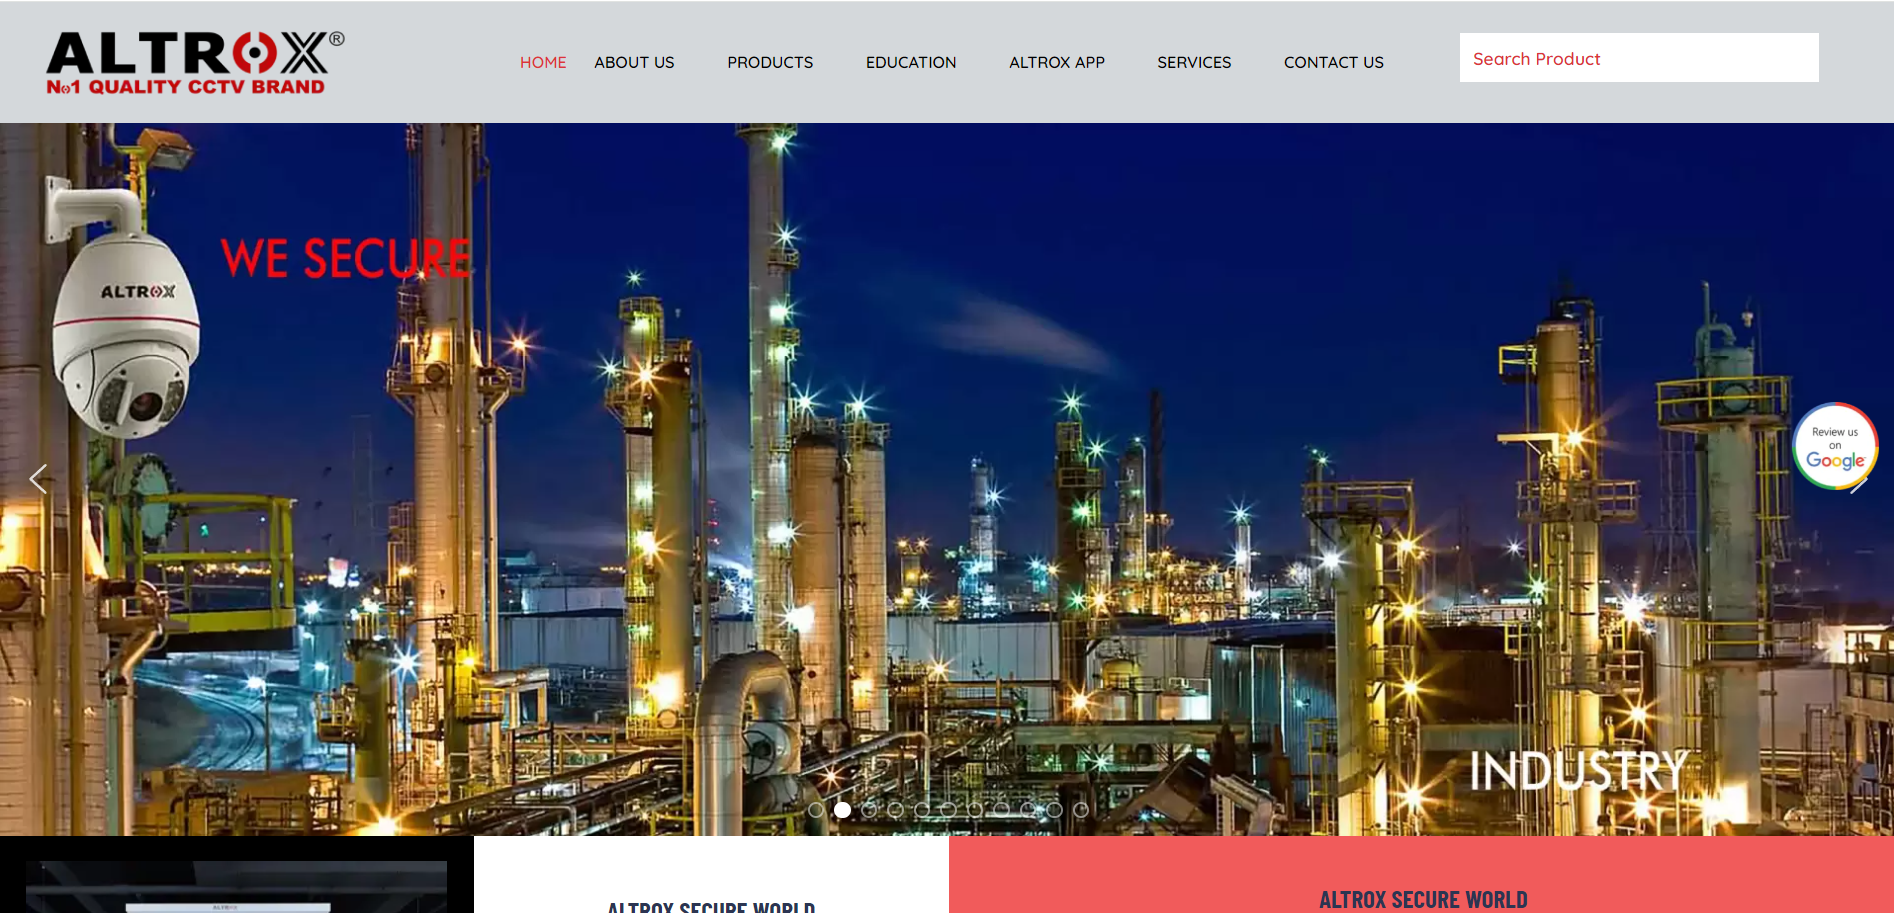 ALTROX®
No1 QUALITY CCTV BRAND
HOME
ABOUT US
PRODUCTS
EDUCATION
ALTROX APP
SERVICES
CONTACT US
Search Product
WE SECURE
ALTROX
Review us
on
Google
INDUSTRY
ALTROX
ALTROX SECURE WORLD
ALTROX SECURE WORLD